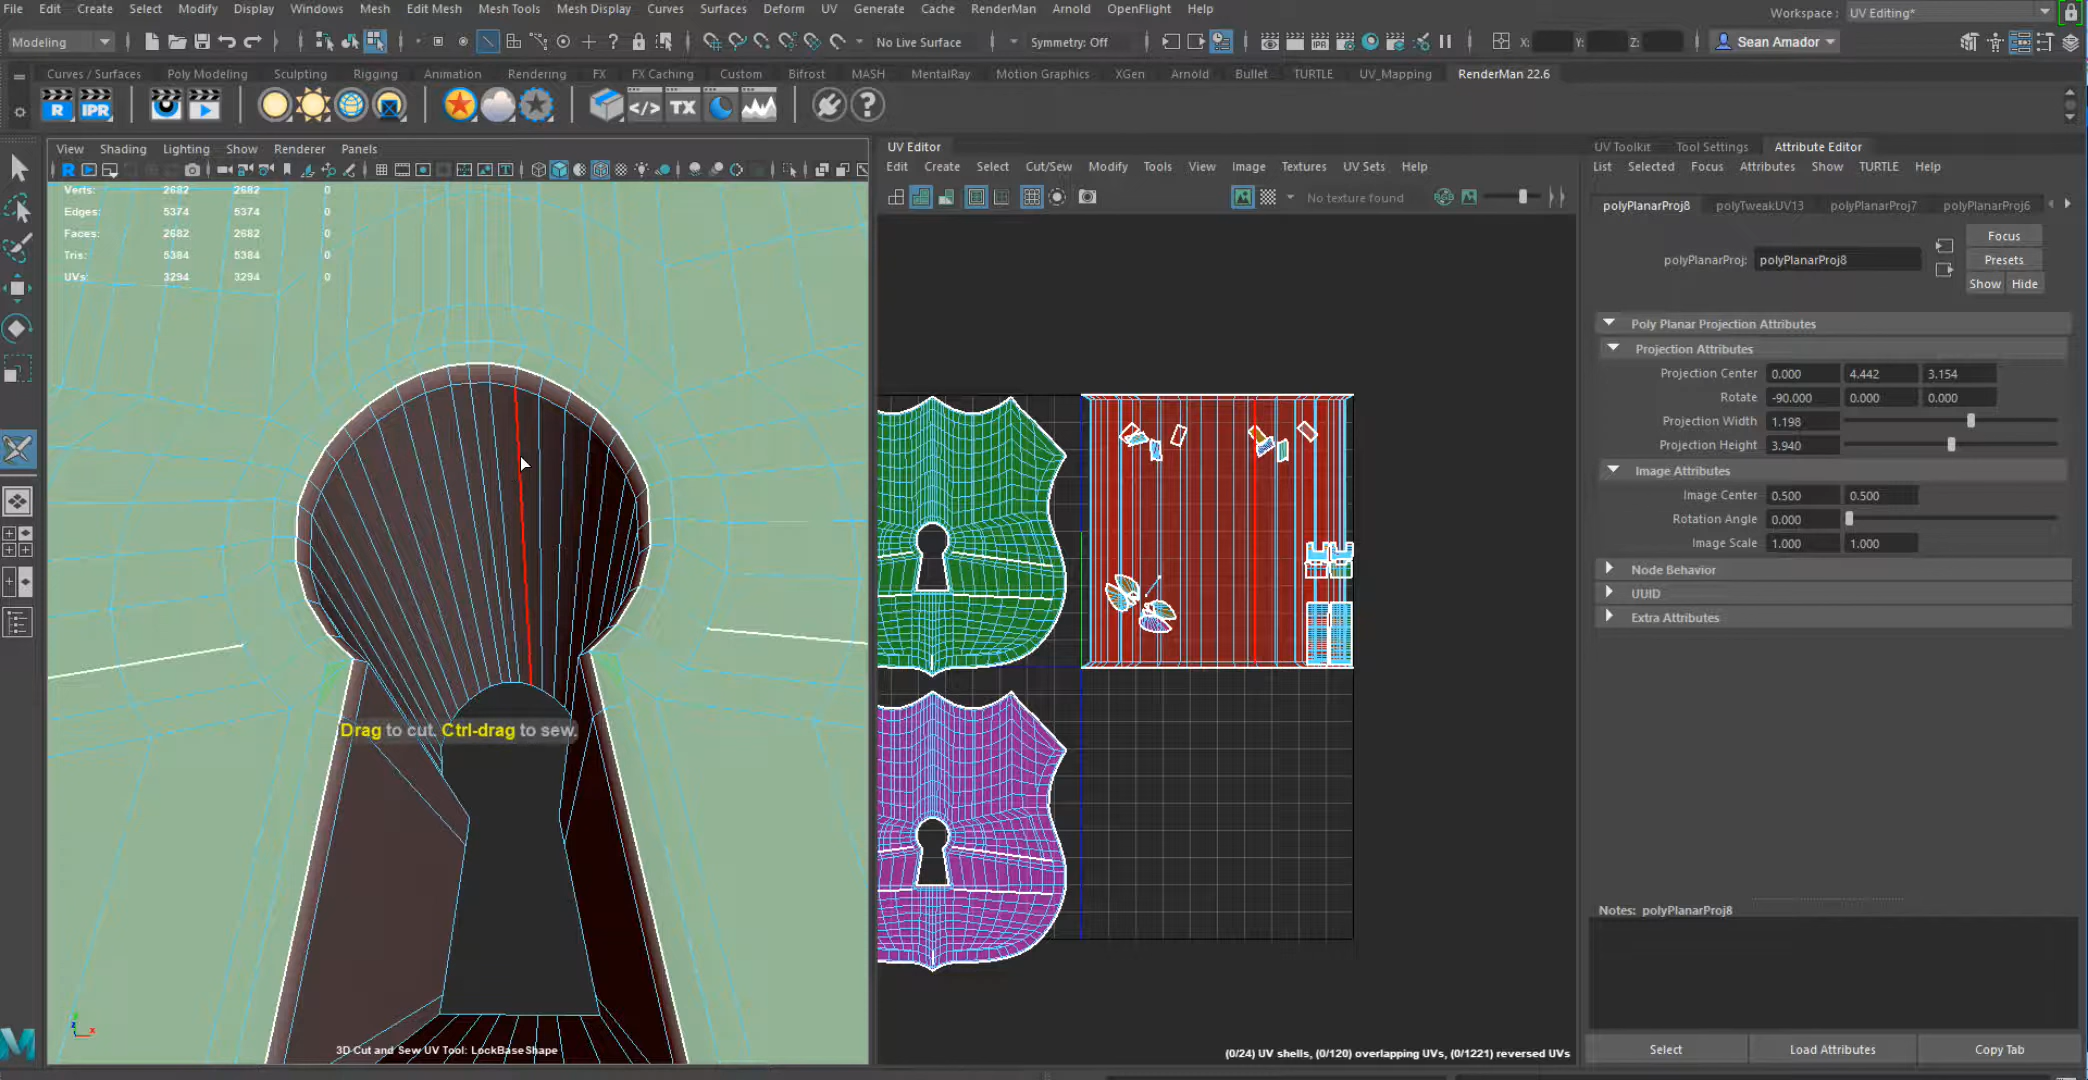 File Edit Create Select Modify Display Windows Mesh Edit Mesh Mesh Tools Mesh Display Curves Surfaces Deform UV Generate Cache RenderMan Arnold OpenFlight Help
Workspace : UV Editing*
Modeling No Live Surface Symmetry: Off X: Y: Z: Sean Amador
Curves / Surfaces Poly Modeling Sculpting Rigging Animation Rendering FX FX Caching Custom Bifrost MASH MentalRay Motion Graphics XGen Arnold Bullet TURTLE UV_Mapping RenderMan 22.6
R IPR </> TX ?
View Shading Lighting Show Renderer Panels
Verts: 2682 2682 0
Edges: 5374 5374 0
Faces: 2682 2682 0
Tris: 5384 5384 0
UVs: 3294 3294 0
Drag to cut. Ctrl-drag to sew.
3D Cut and Sew UV Tool: LockBaseShape
UV Editor
Edit Create Select Cut/Sew Modify Tools View Image Textures UV Sets Help
No texture found
(0/24) UV shells, (0/120) overlapping UVs, (0/1221) reversed UVs
UV Toolkit Tool Settings Attribute Editor
List Selected Focus Attributes Show TURTLE Help
polyPlanarProj8 polyTweakUV13 polyPlanarProj7 polyPlanarProj6
polyPlanarProj: polyPlanarProj8
Focus
Presets
Show Hide
Poly Planar Projection Attributes
Projection Attributes
Projection Center 0.000 4.442 3.154
Rotate -90.000 0.000 0.000
Projection Width 1.198
Projection Height 3.940
Image Attributes
Image Center 0.500 0.500
Rotation Angle 0.000
Image Scale 1.000 1.000
Node Behavior
UUID
Extra Attributes
Notes: polyPlanarProj8
Select Load Attributes Copy Tab